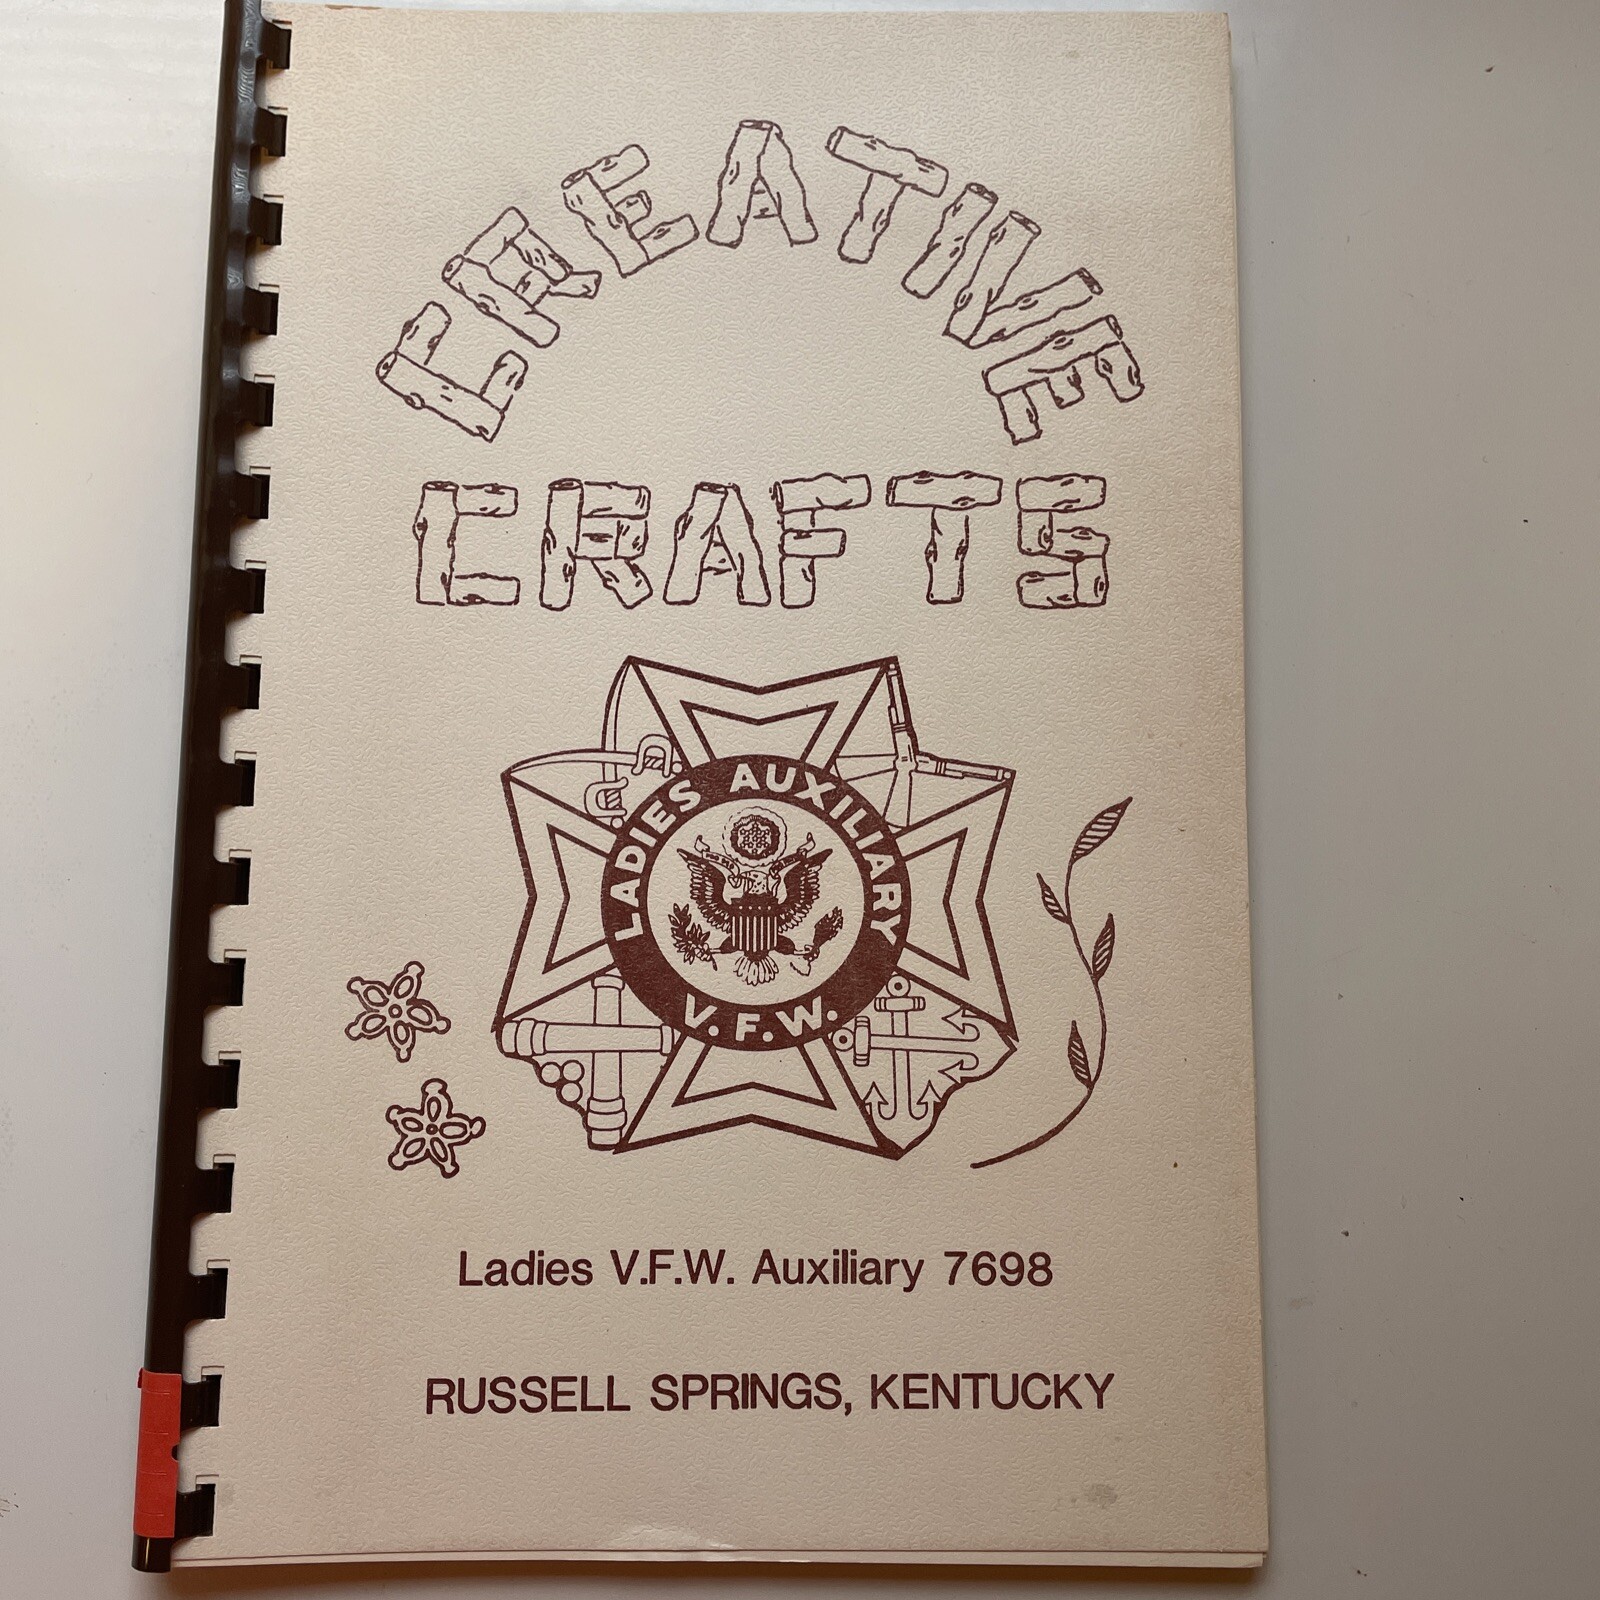 CREATIVE
CRAFTS
LADIES AUXILIARY
V.F.W.
Ladies V.F.W. Auxiliary 7698
RUSSELL SPRINGS, KENTUCKY